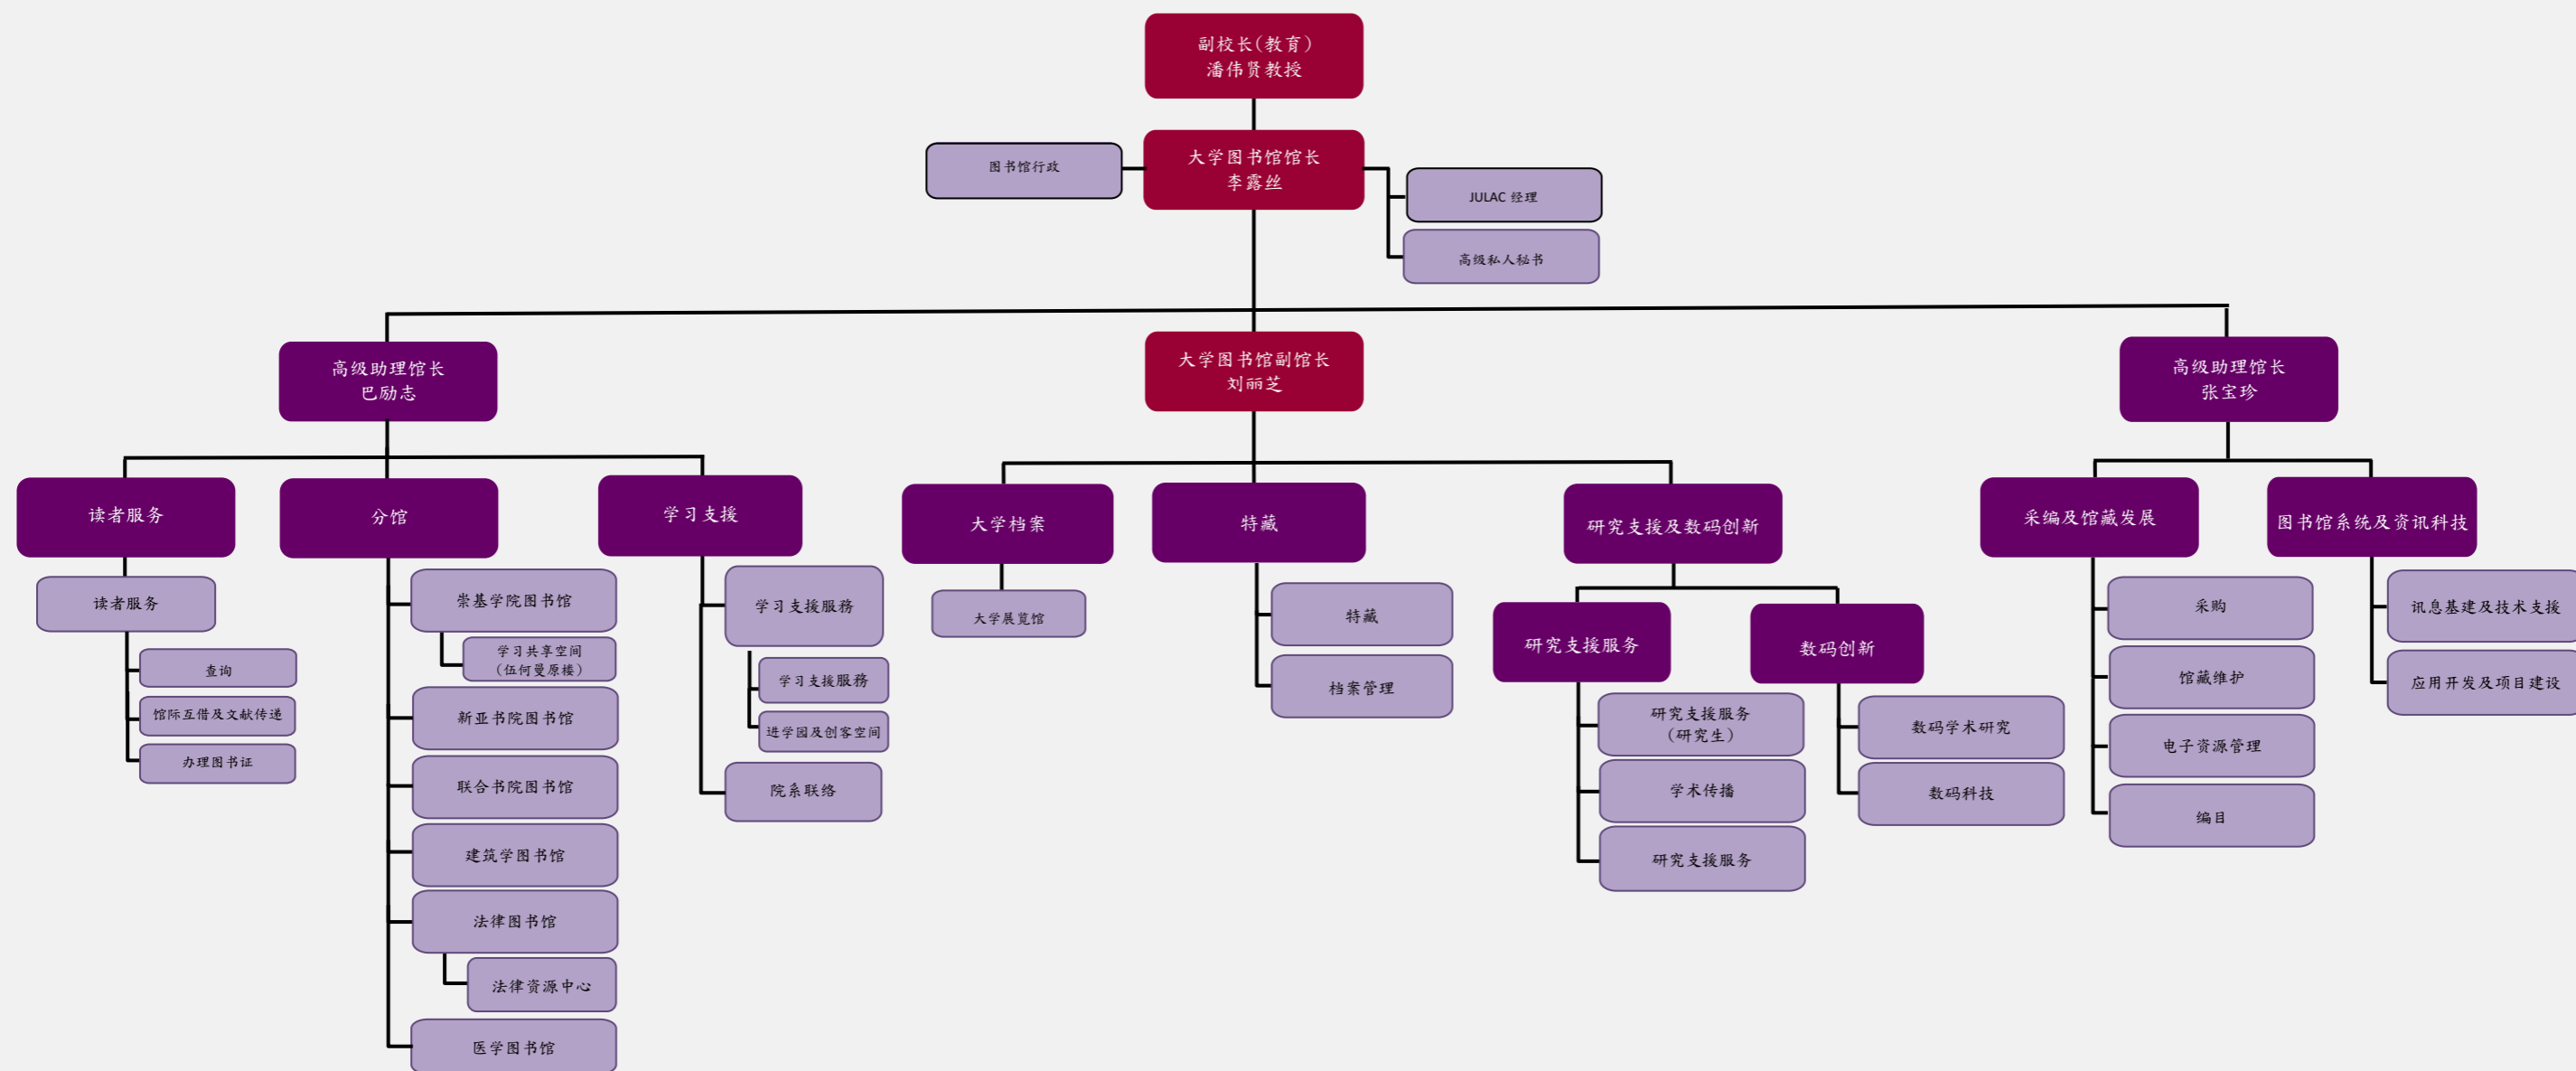 副校长(教育)
潘伟贤教授
大学图书馆馆长
李露丝
图书馆行政
JULAC 经理
高级私人秘书
高级助理馆长
巴励志
大学图书馆副馆长
刘丽芝
高级助理馆长
张宝珍
读者服务
分馆
学习支援
大学档案
特藏
研究支援及数码创新
采编及馆藏发展
图书馆系统及资讯科技
读者服务
查询
馆际互借及文献传递
办理图书证
崇基学院图书馆
学习共享空间
(伍何曼原楼)
新亚书院图书馆
联合书院图书馆
建筑学图书馆
法律图书馆
法律资源中心
医学图书馆
学习支援服務
学习支援服務
进学园及创客空间
院系联络
大学展览馆
特藏
档案管理
研究支援服务
研究支援服务
(研究生)
学术传播
研究支援服务
数码创新
数码学术研究
数码科技
采购
馆藏维护
电子资源管理
编目
讯息基建及技术支援
应用开发及项目建设